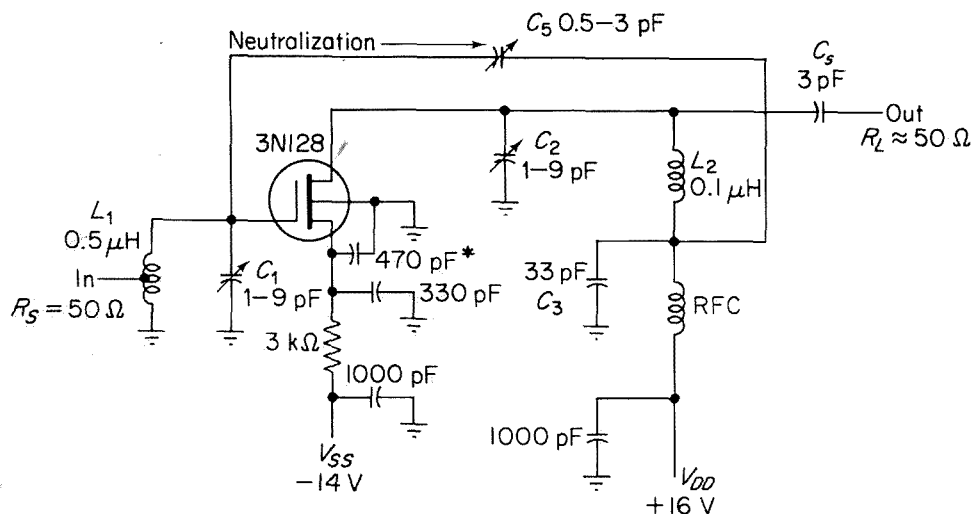 Neutralization
C5 0.5–3 pF
Cs
3 pF
Out
RL ≈ 50 Ω
3N128
C2
1–9 pF
L2
0.1 μH
L1
0.5 μH
In
RS = 50 Ω
C1
1–9 pF
470 pF*
330 pF
33 pF
C3
RFC
3 kΩ
1000 pF
VSS
−14 V
1000 pF
VDD
+16 V